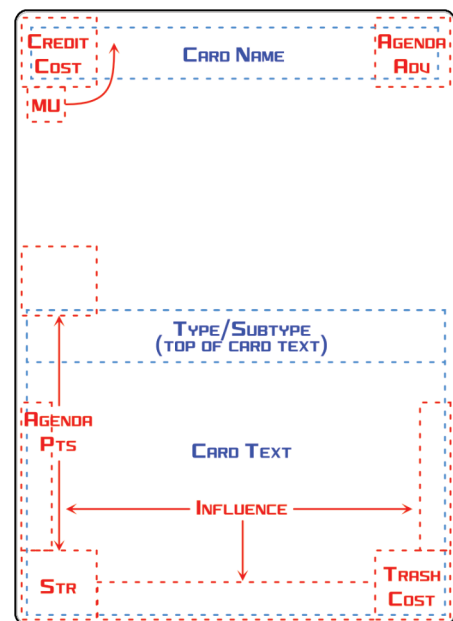 Credit
Cost
Card Name
Agenda
Adv
MU
Type/Subtype
(top of card text)
Agenda
Pts
Card Text
Influence
Str
Trash
Cost